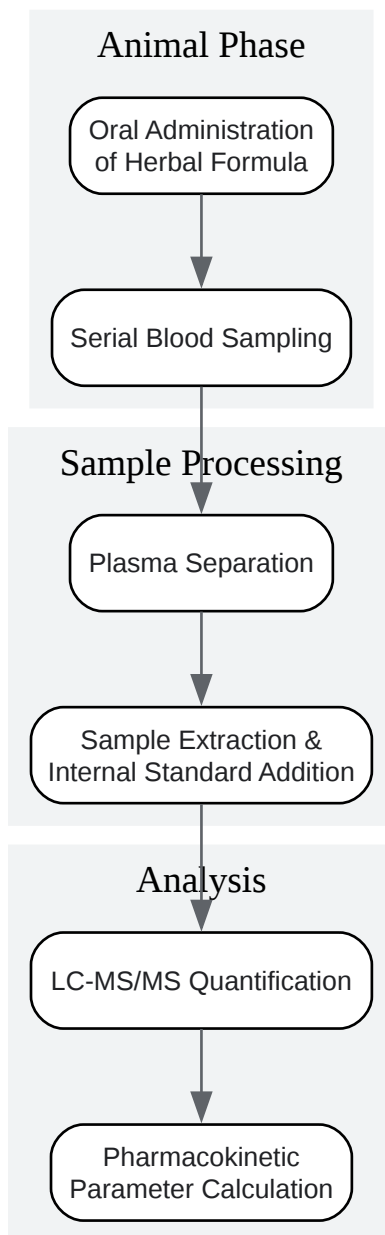 Animal Phase
Oral Administration
of Herbal Formula
Serial Blood Sampling
Sample Processing
Plasma Separation
Sample Extraction &
Internal Standard Addition
Analysis
LC-MS/MS Quantification
Pharmacokinetic
Parameter Calculation